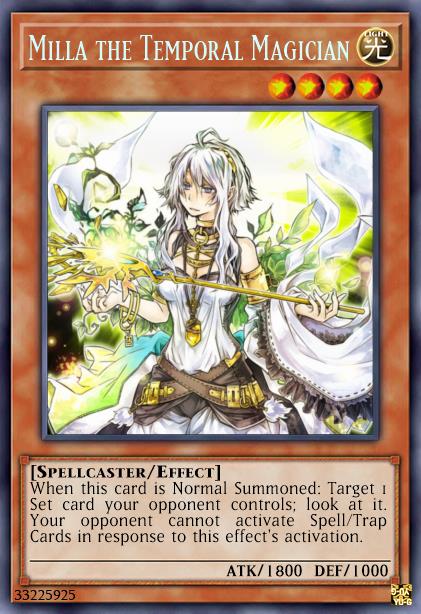 Milla the Temporal Magician
LIGHT
光
[Spellcaster/Effect]
When this card is Normal Summoned: Target 1
Set card your opponent controls; look at it.
Your opponent cannot activate Spell/Trap
Cards in response to this effect's activation.
ATK/1800 DEF/1000
33225925